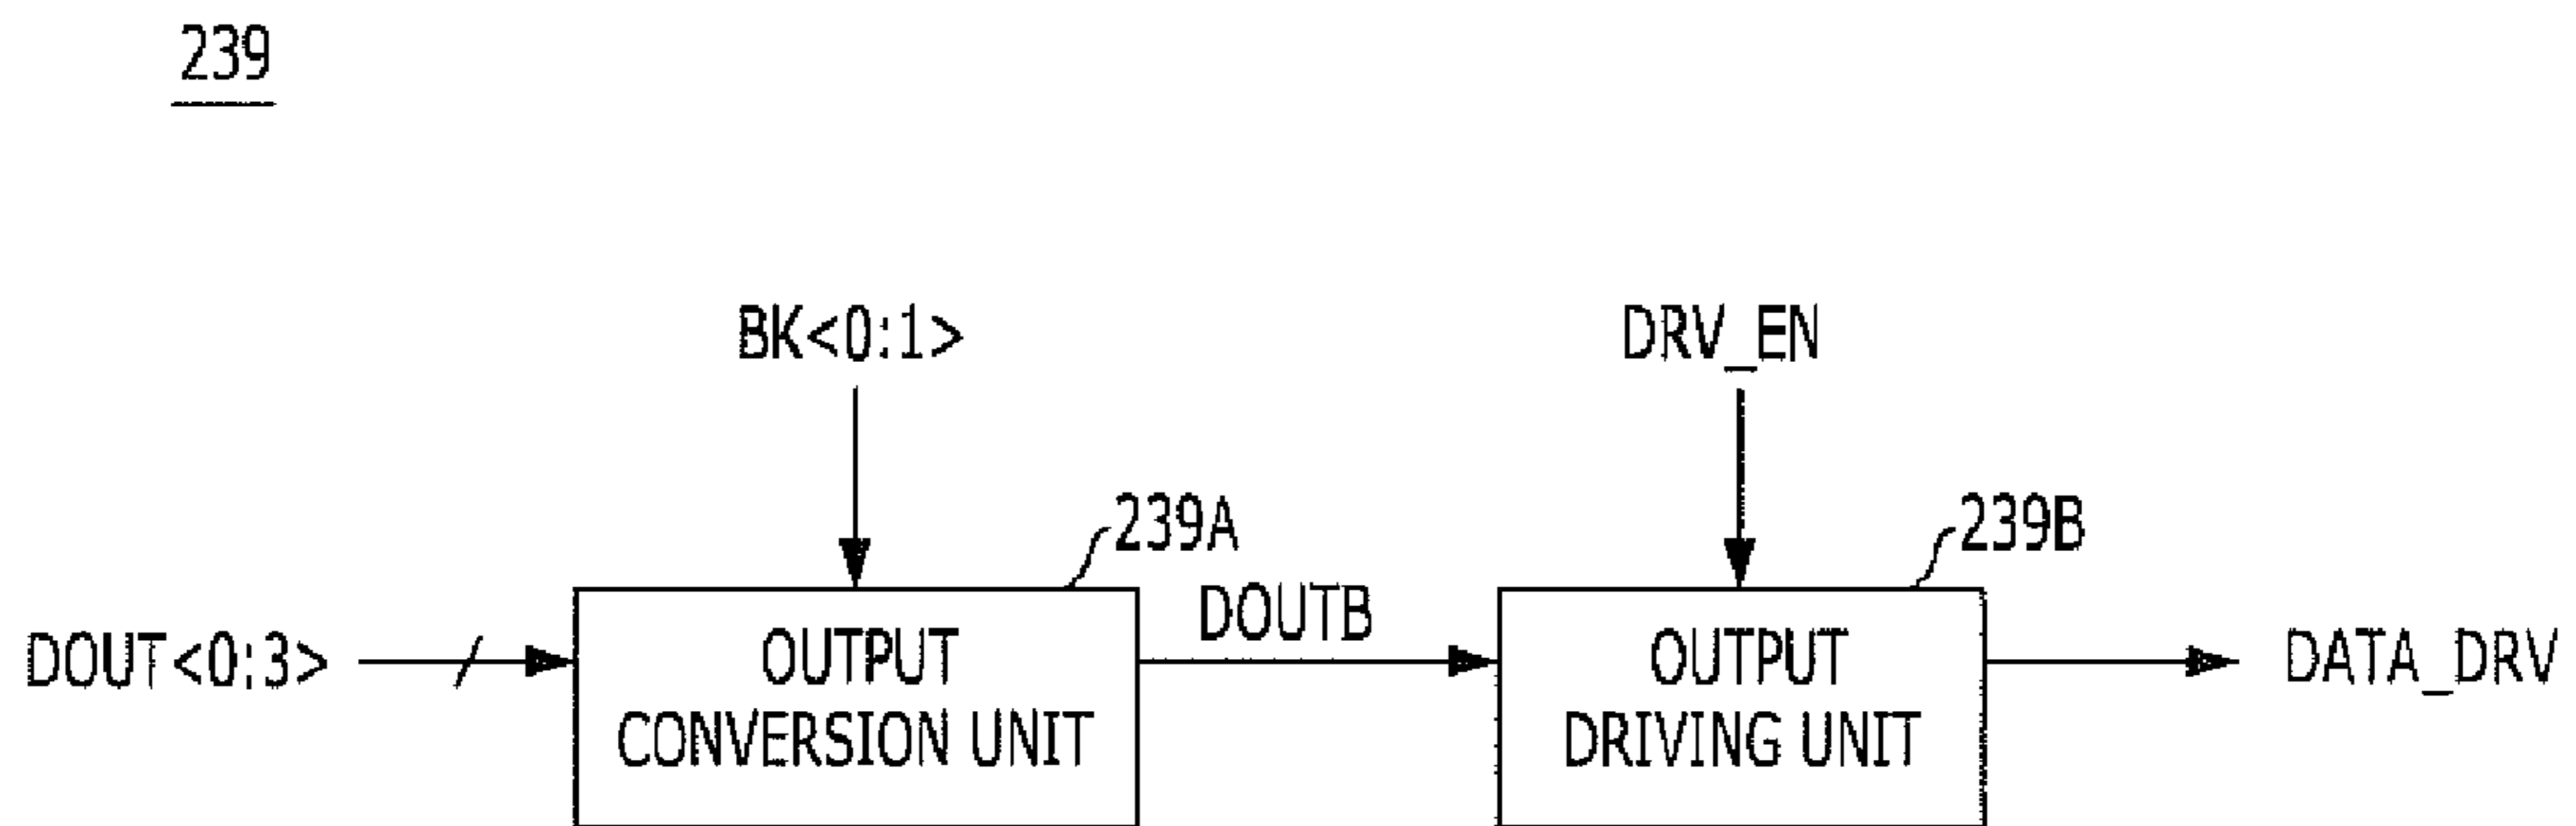 239
BK<0:1>
DRV_EN
239A
239B
DOUT<0:3>
OUTPUT
CONVERSION UNIT
DOUTB
OUTPUT
DRIVING UNIT
DATA_DRV